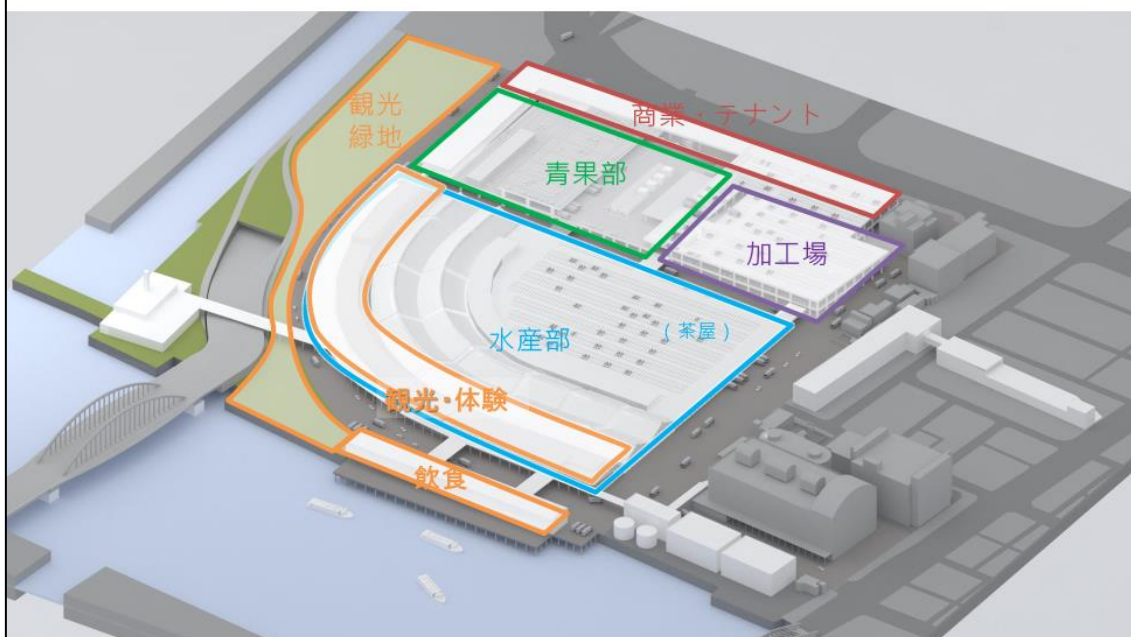 観光
緑地
商業・テナント
青果部
加工場
水産部
（茶屋）
観光・体験
飲食